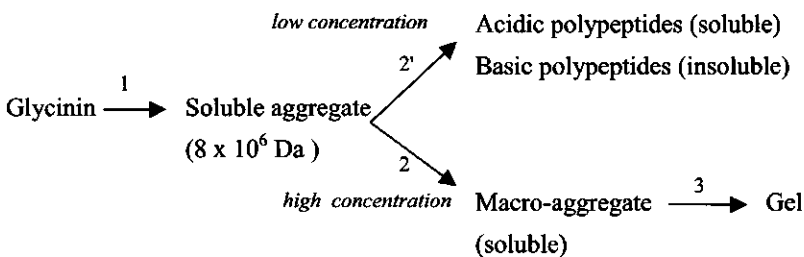 low concentration
Acidic polypeptides (soluble)
2'
Basic polypeptides (insoluble)
1
Glycinin
Soluble aggregate
(8 x 10⁶ Da )
2
3
high concentration
Macro-aggregate
Gel
(soluble)